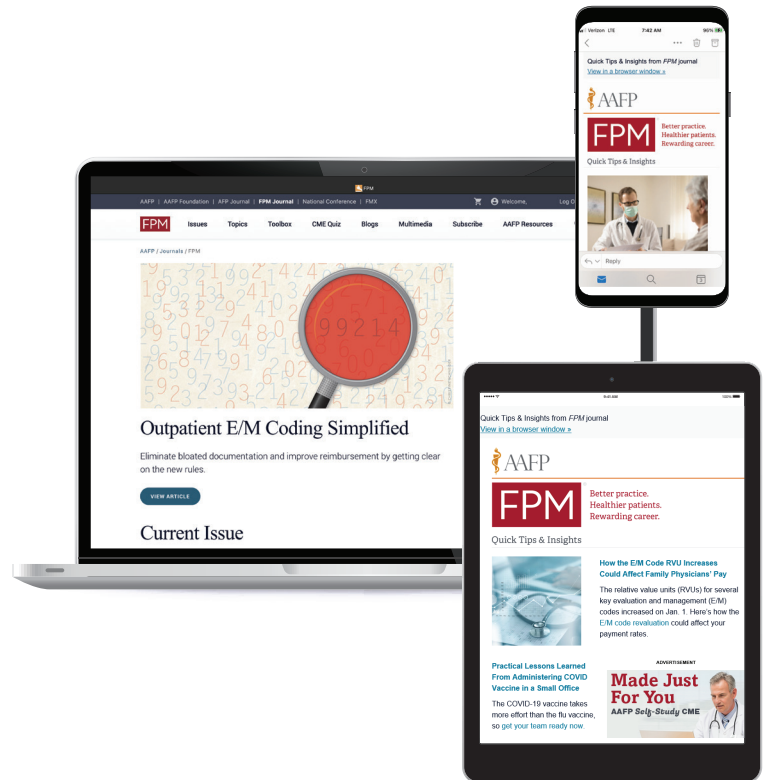 Verizon LTE 7:42 AM 96%
Quick Tips & Insights from FPM journal
View in a browser window »
AAFP
FPM
Better practice.
Healthier patients.
Rewarding career.
Quick Tips & Insights
Reply
FPM
AAFP | AAFP Foundation | AFP Journal | FPM Journal | National Conference | FMX Welcome, Log O
FPM Issues Topics Toolbox CME Quiz Blogs Multimedia Subscribe AAFP Resources
AAFP / Journals / FPM
99214
Outpatient E/M Coding Simplified
Eliminate bloated documentation and improve reimbursement by getting clear
on the new rules.
VIEW ARTICLE
Current Issue
9:41 AM 100%
Quick Tips & Insights from FPM journal
View in a browser window »
AAFP
FPM
Better practice.
Healthier patients.
Rewarding career.
Quick Tips & Insights
How the E/M Code RVU Increases
Could Affect Family Physicians' Pay
The relative value units (RVUs) for several
key evaluation and management (E/M)
codes increased on Jan. 1. Here's how the
E/M code revaluation could affect your
payment rates.
Practical Lessons Learned
From Administering COVID
Vaccine in a Small Office
The COVID-19 vaccine takes
more effort than the flu vaccine,
so get your team ready now.
ADVERTISEMENT
Made Just
For You
AAFP Self-Study CME